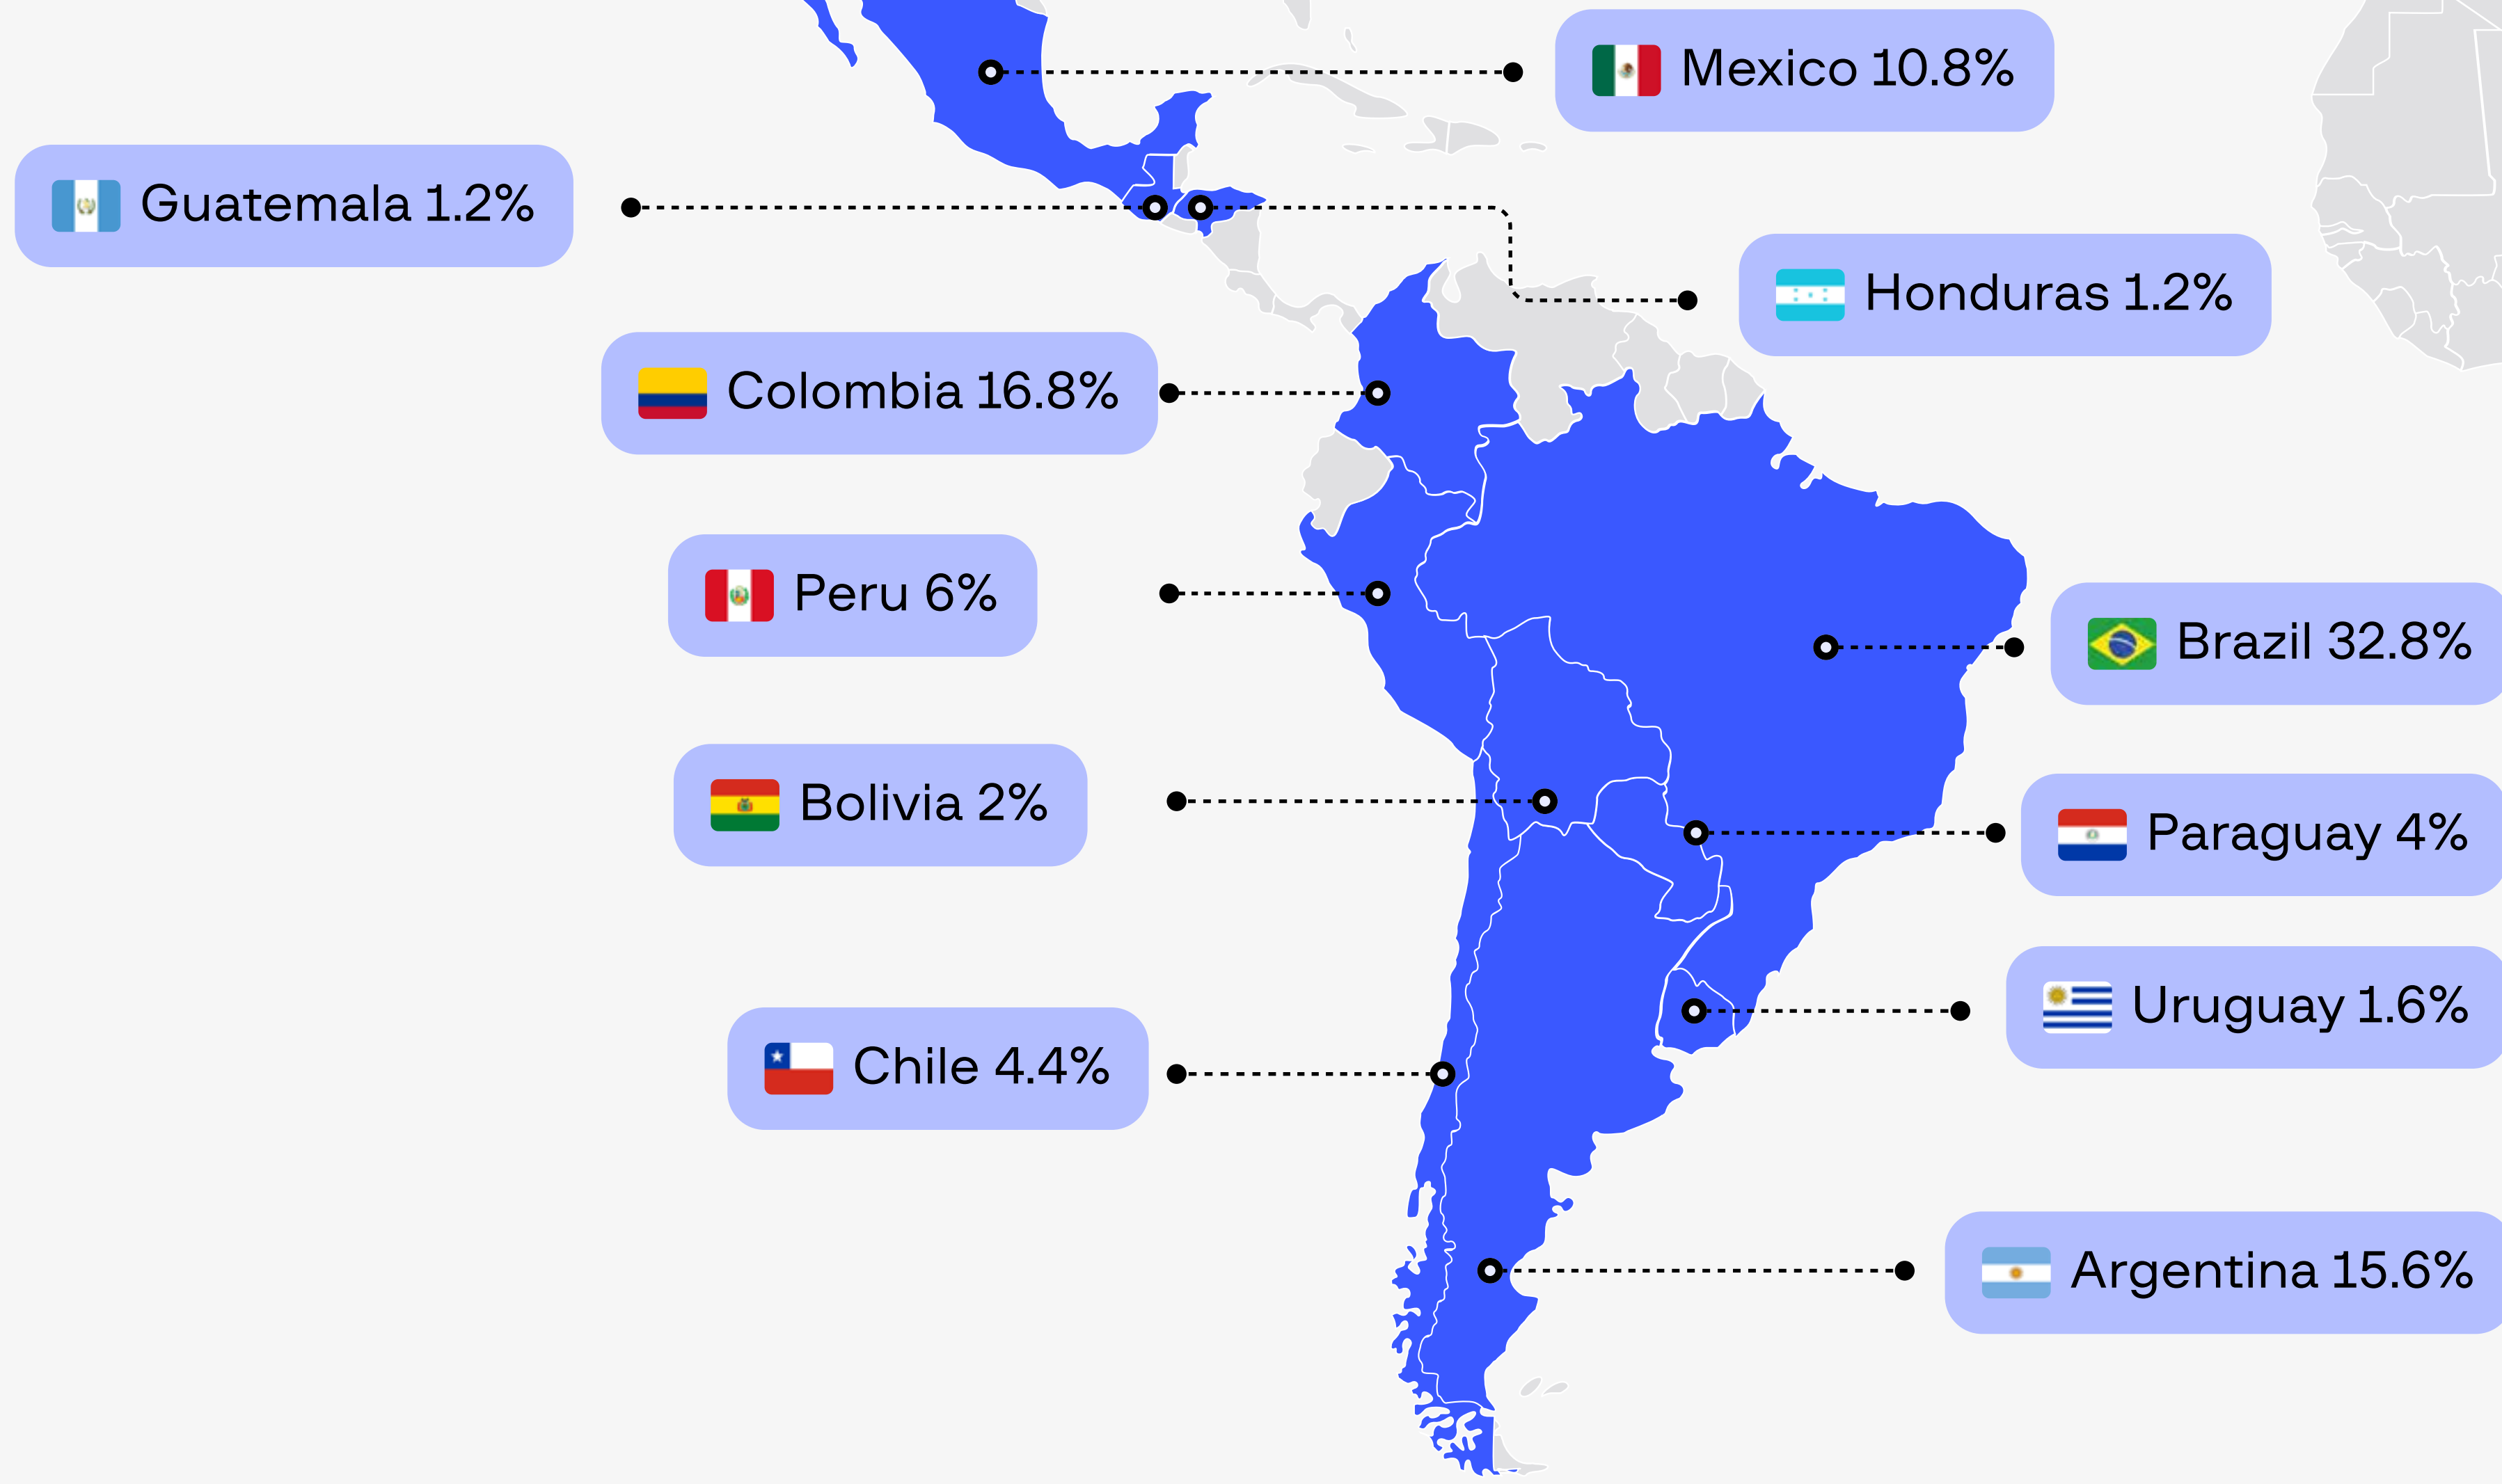 Mexico 10.8%
Guatemala 1.2%
Honduras 1.2%
Colombia 16.8%
Peru 6%
Brazil 32.8%
Bolivia 2%
Paraguay 4%
Uruguay 1.6%
Chile 4.4%
Argentina 15.6%